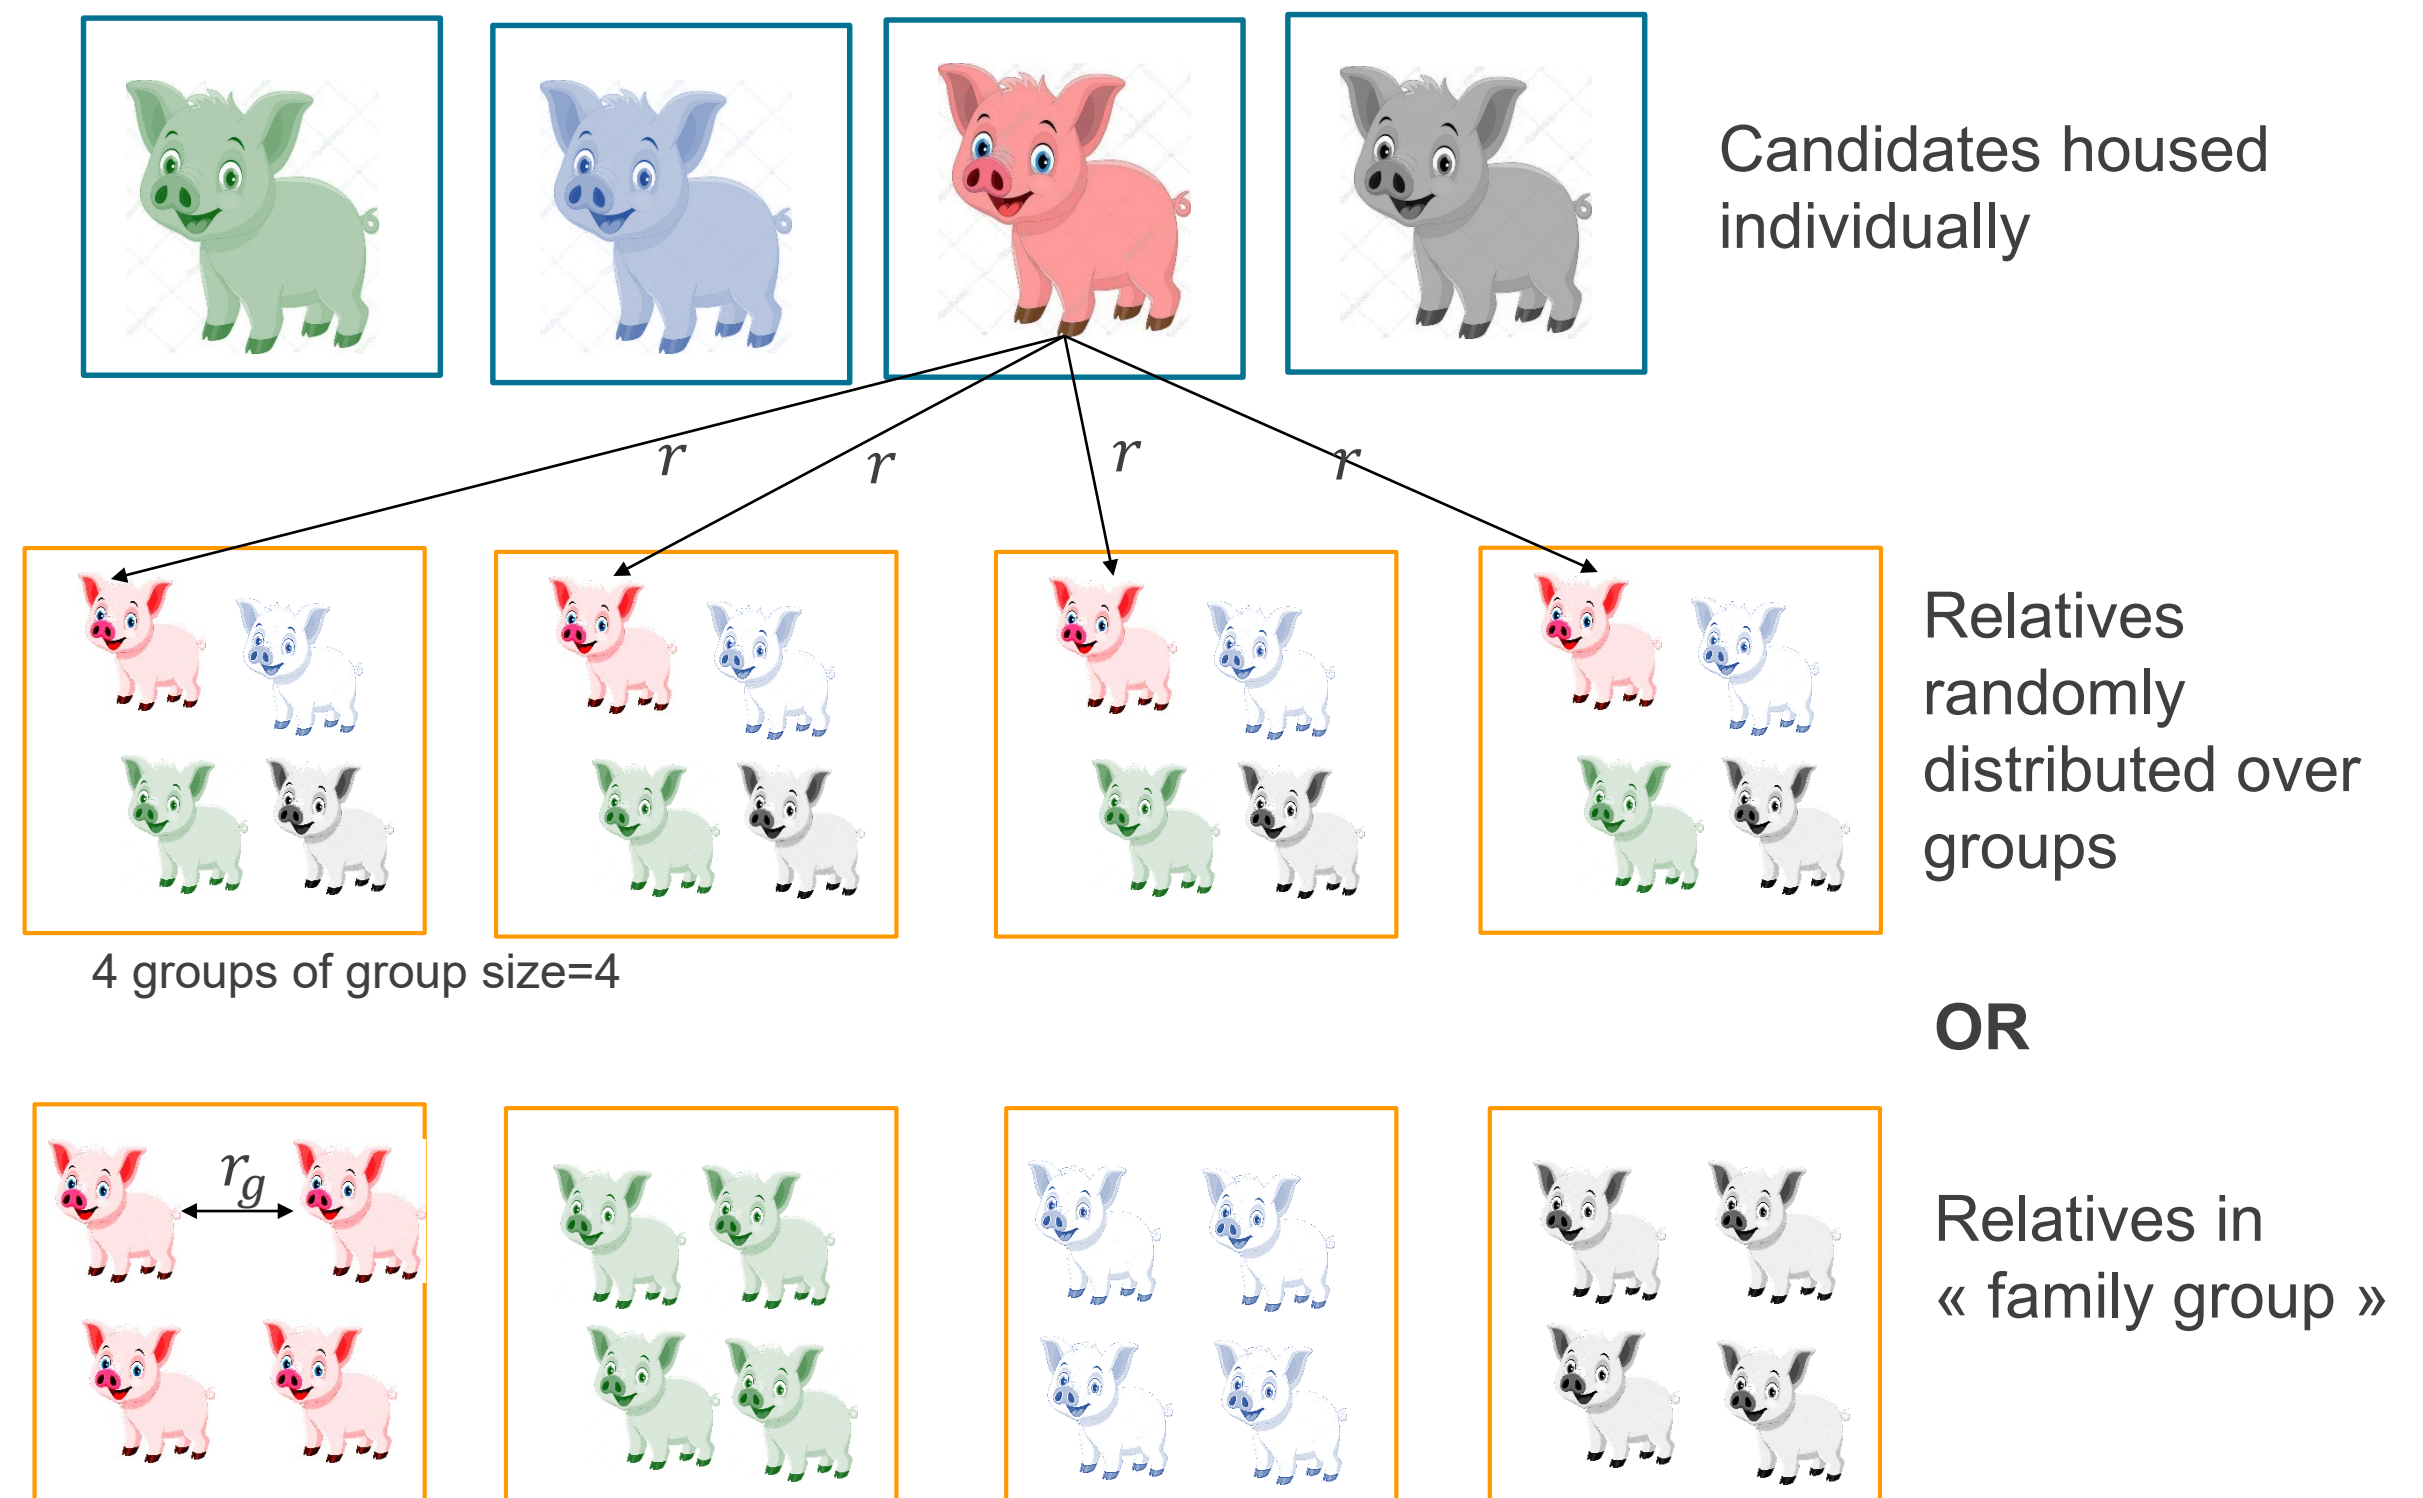 Candidates housed
individually
r
r
r
r
Relatives
randomly
distributed over
groups
4 groups of group size=4
OR
r_g
Relatives in
« family group »